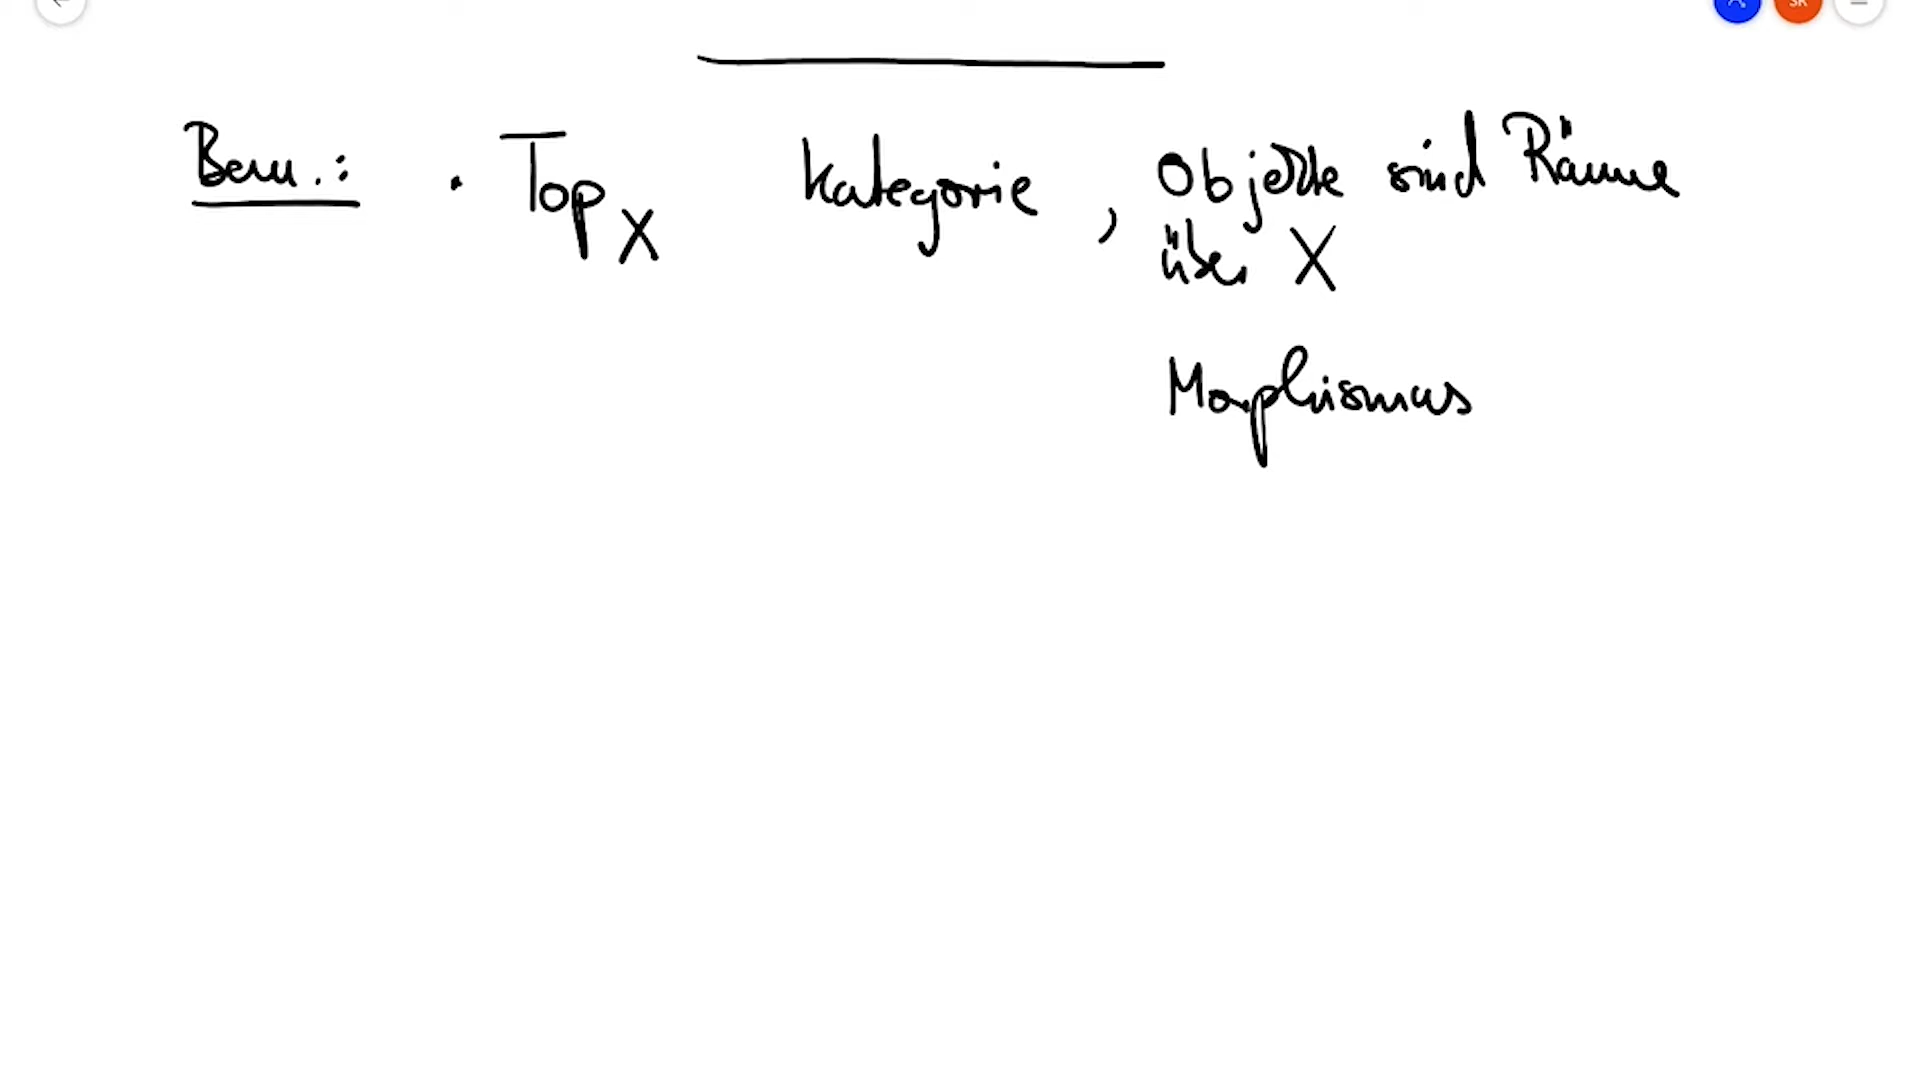 Bem.: · Top_X Kategorie, Objekte sind Räume
über X
Morphismus